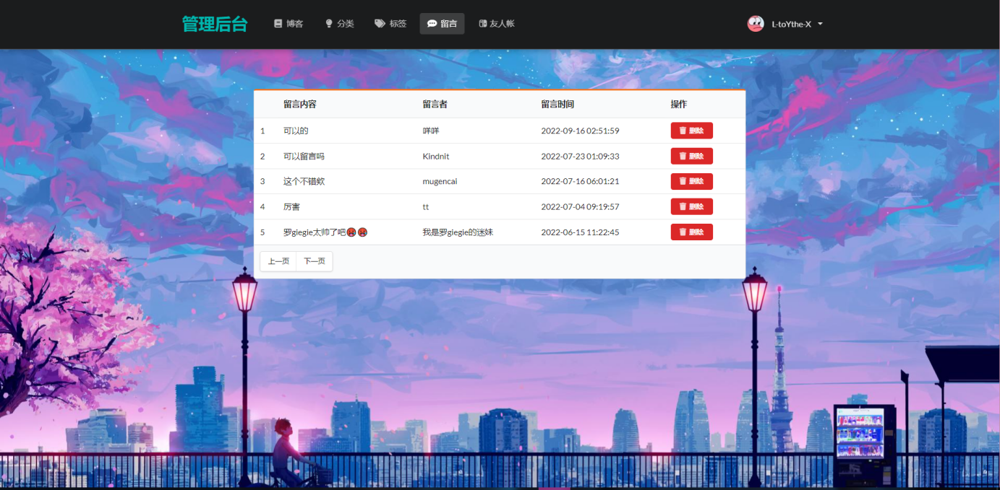 管理后台 博客 分类 标签 留言 友人帐 L-toYthe-X
留言内容 留言者 留言时间 操作
1 可以的 咩咩 2022-09-16 02:51:59 删除
2 可以留言吗 Kindnit 2022-07-23 01:09:33 删除
3 这个不错欸 mugencai 2022-07-16 06:01:21 删除
4 厉害 tt 2022-07-04 09:19:57 删除
5 罗giegie太帅了吧😡😡 我是罗giegie的迷妹 2022-06-15 11:22:45 删除
上一页 下一页